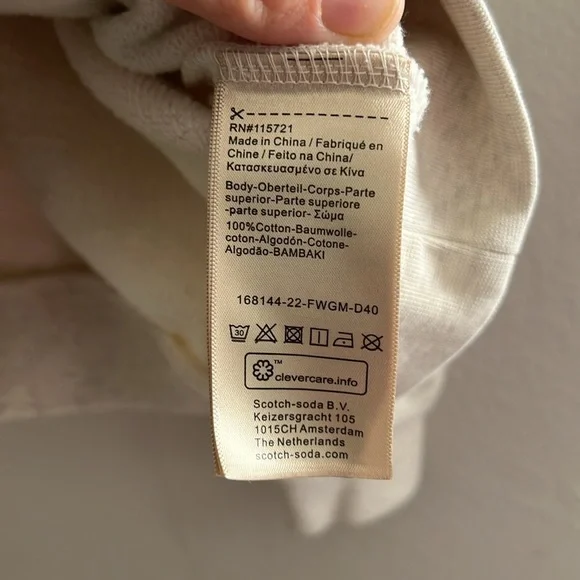 RN#115721
Made in China / Fabriqué en
Chine / Feito na China/
Κατασκευασμένο σε Κίνα
Body-Oberteil-Corps-Parte
superior-Parte superiore
-parte superior- Σώμα
100%Cotton-Baumwolle-
coton-Algodón-Cotone-
Algodão-BAMBAKI
168144-22-FWGM-D40
30
TM
clevercare.info
Scotch-soda B.V.
Keizersgracht 105
1015CH Amsterdam
The Netherlands
scotch-soda.com